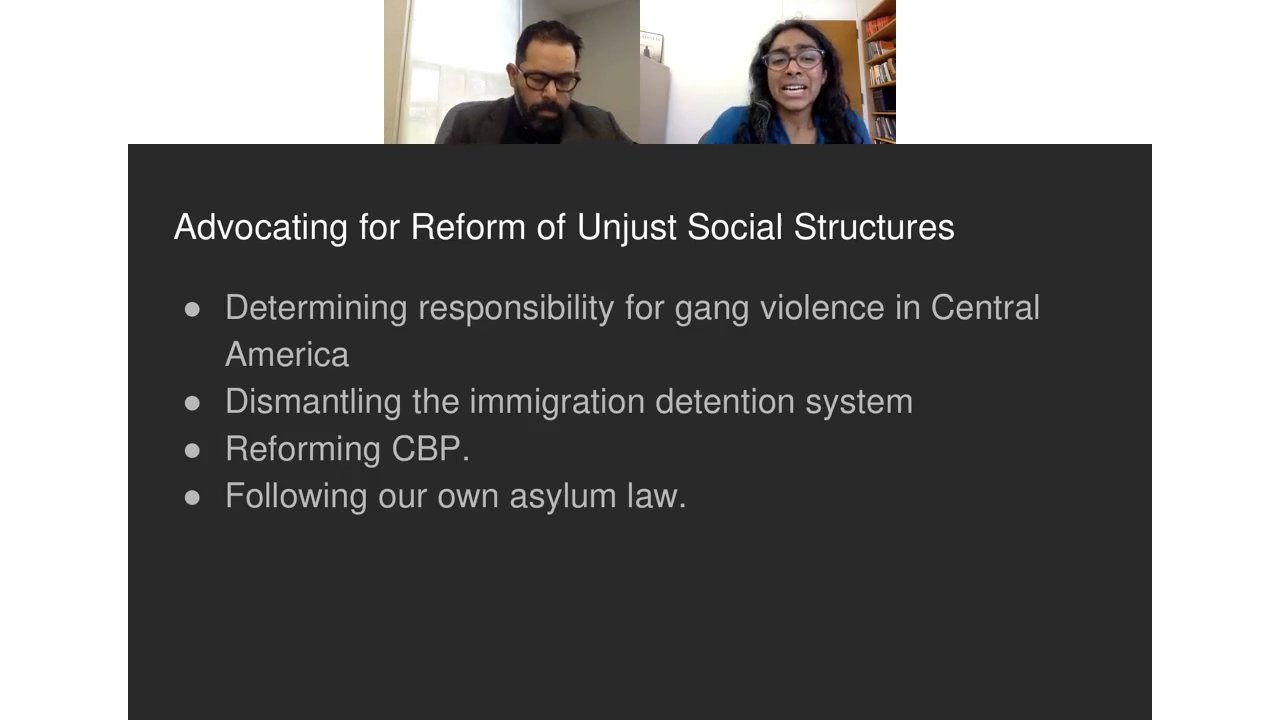 Advocating for Reform of Unjust Social Structures
● Determining responsibility for gang violence in Central
America
● Dismantling the immigration detention system
● Reforming CBP.
● Following our own asylum law.